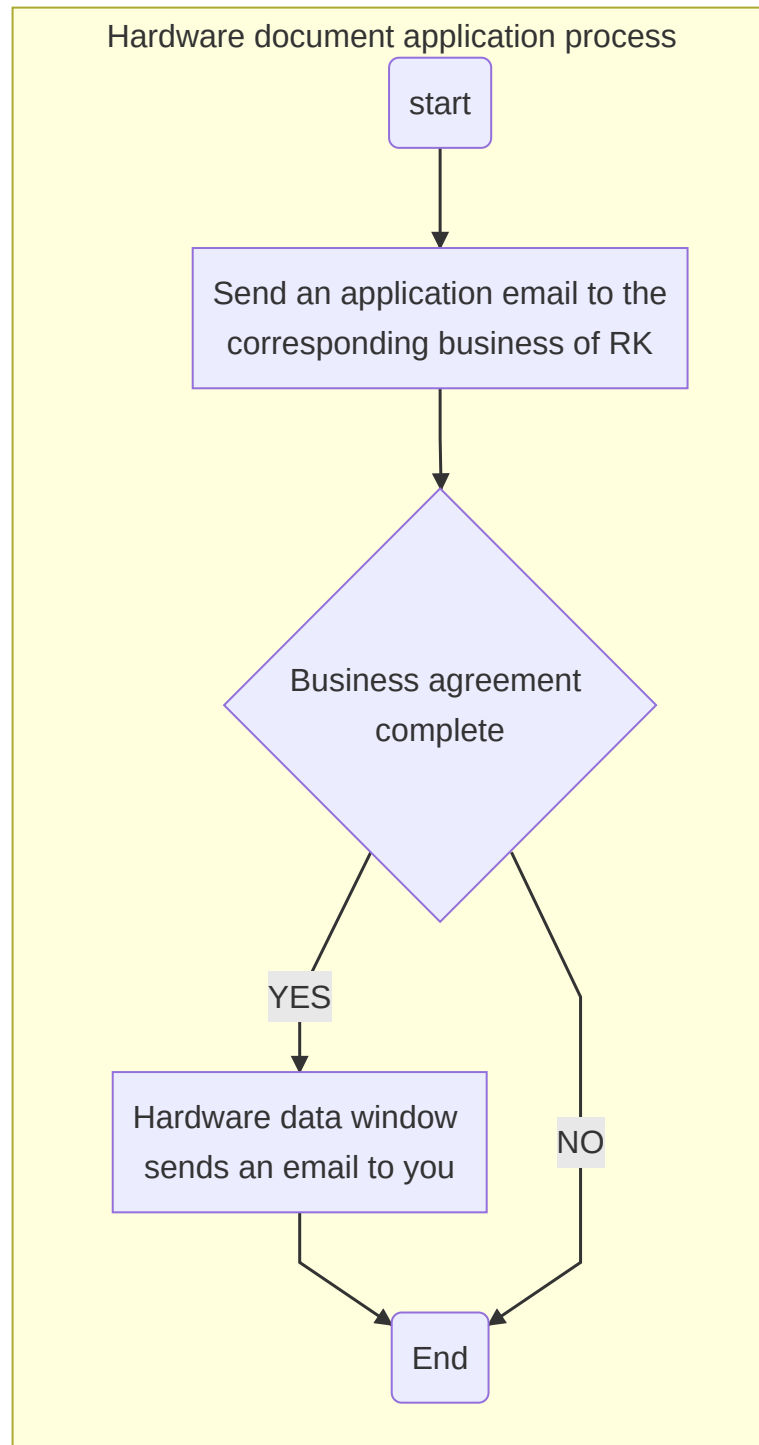 Hardware document application process
start
Send an application email to the
corresponding business of RK
Business agreement
complete
YES
Hardware data window
sends an email to you
NO
End